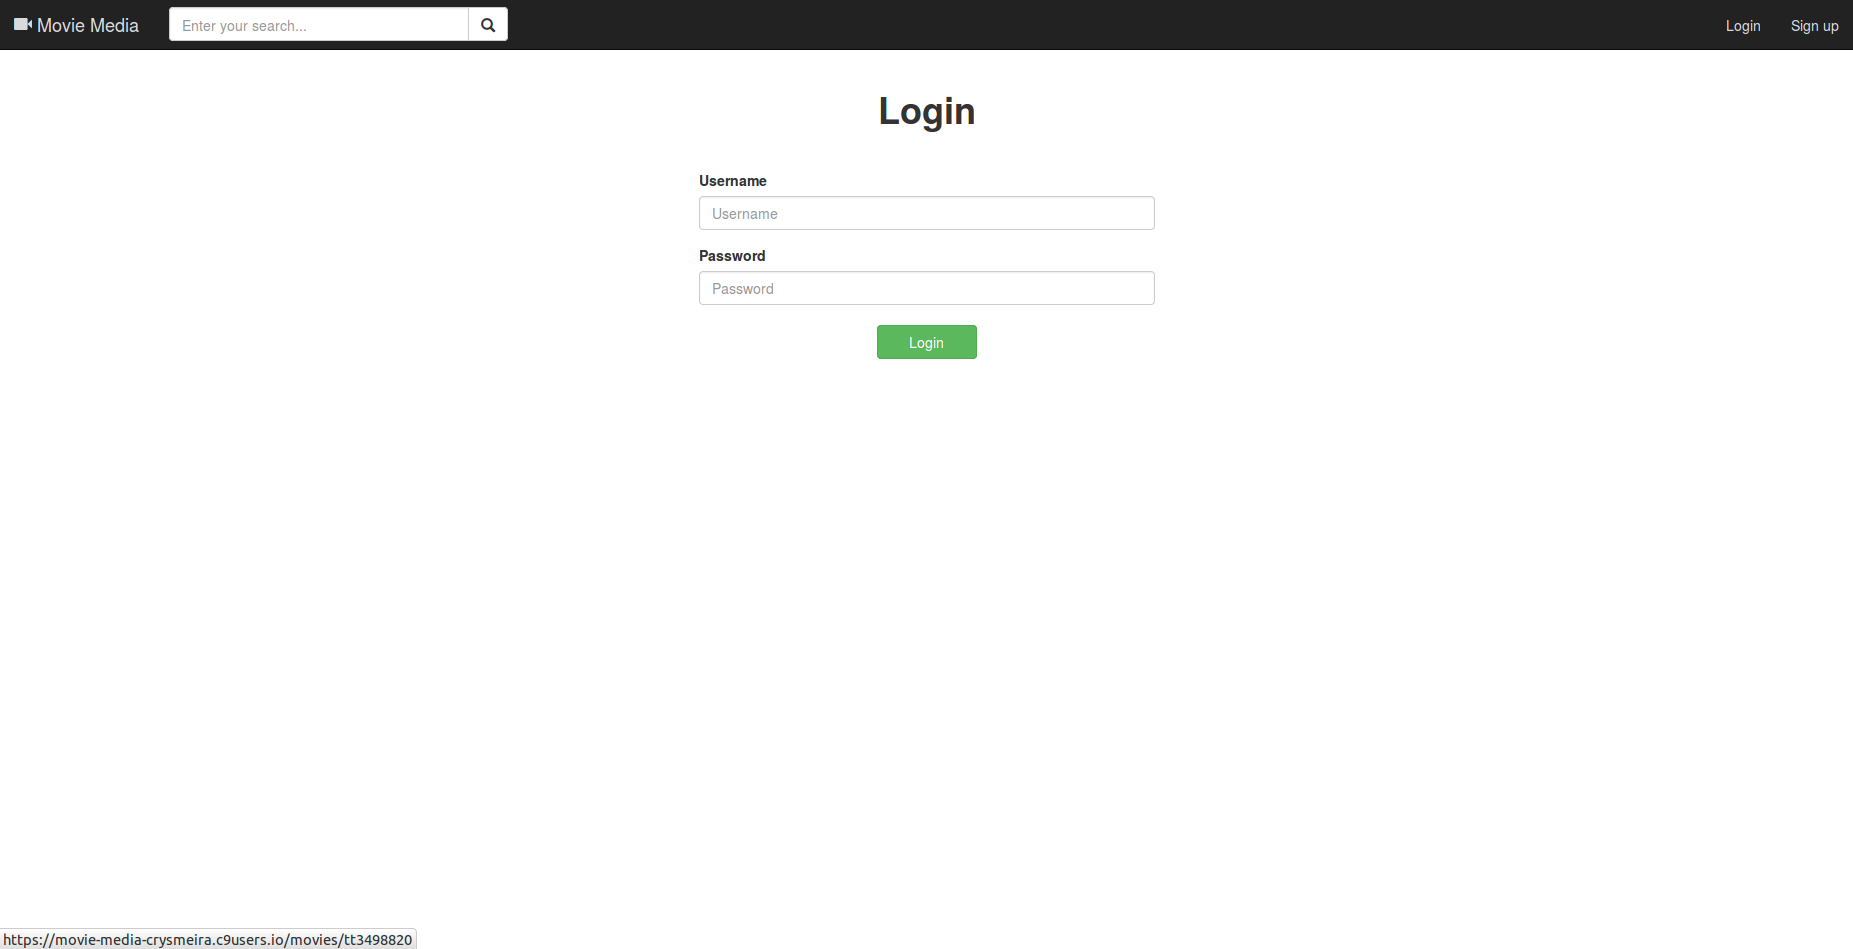 Movie Media
Enter your search...
Login
Sign up
Login
Username
Username
Password
Password
Login
https://movie-media-crysmeira.c9users.io/movies/tt3498820